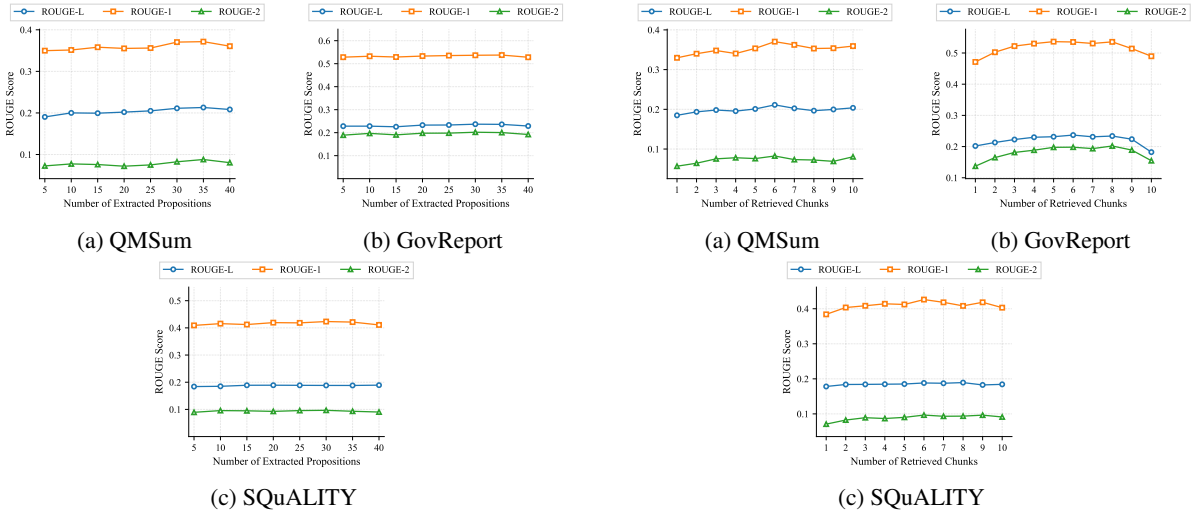 ROUGE-L ROUGE-1 ROUGE-2
0.4
0.3
0.2
0.1
ROUGE Score
5 10 15 20 25 30 35 40
Number of Extracted Propositions
(a) QMSum
ROUGE-L ROUGE-1 ROUGE-2
0.6
0.5
0.4
0.3
0.2
0.1
ROUGE Score
5 10 15 20 25 30 35 40
Number of Extracted Propositions
(b) GovReport
ROUGE-L ROUGE-1 ROUGE-2
0.5
0.4
0.3
0.2
0.1
ROUGE Score
5 10 15 20 25 30 35 40
Number of Extracted Propositions
(c) SQuALITY
ROUGE-L ROUGE-1 ROUGE-2
0.4
0.3
0.2
0.1
ROUGE Score
1 2 3 4 5 6 7 8 9 10
Number of Retrieved Chunks
(a) QMSum
ROUGE-L ROUGE-1 ROUGE-2
0.5
0.4
0.3
0.2
0.1
ROUGE Score
1 2 3 4 5 6 7 8 9 10
Number of Retrieved Chunks
(b) GovReport
ROUGE-L ROUGE-1 ROUGE-2
0.4
0.3
0.2
0.1
ROUGE Score
1 2 3 4 5 6 7 8 9 10
Number of Retrieved Chunks
(c) SQuALITY